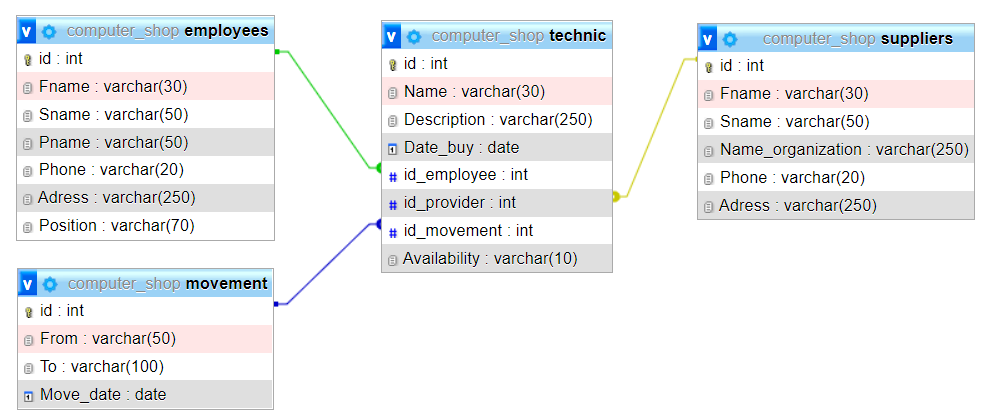 v computer_shop employees
id : int
Fname : varchar(30)
Sname : varchar(50)
Pname : varchar(50)
Phone : varchar(20)
Adress : varchar(250)
Position : varchar(70)
v computer_shop movement
id : int
From : varchar(50)
To : varchar(100)
Move_date : date
v computer_shop technic
id : int
Name : varchar(30)
Description : varchar(250)
Date_buy : date
# id_employee : int
# id_provider : int
# id_movement : int
Availability : varchar(10)
v computer_shop suppliers
id : int
Fname : varchar(30)
Sname : varchar(50)
Name_organization : varchar(250)
Phone : varchar(20)
Adress : varchar(250)